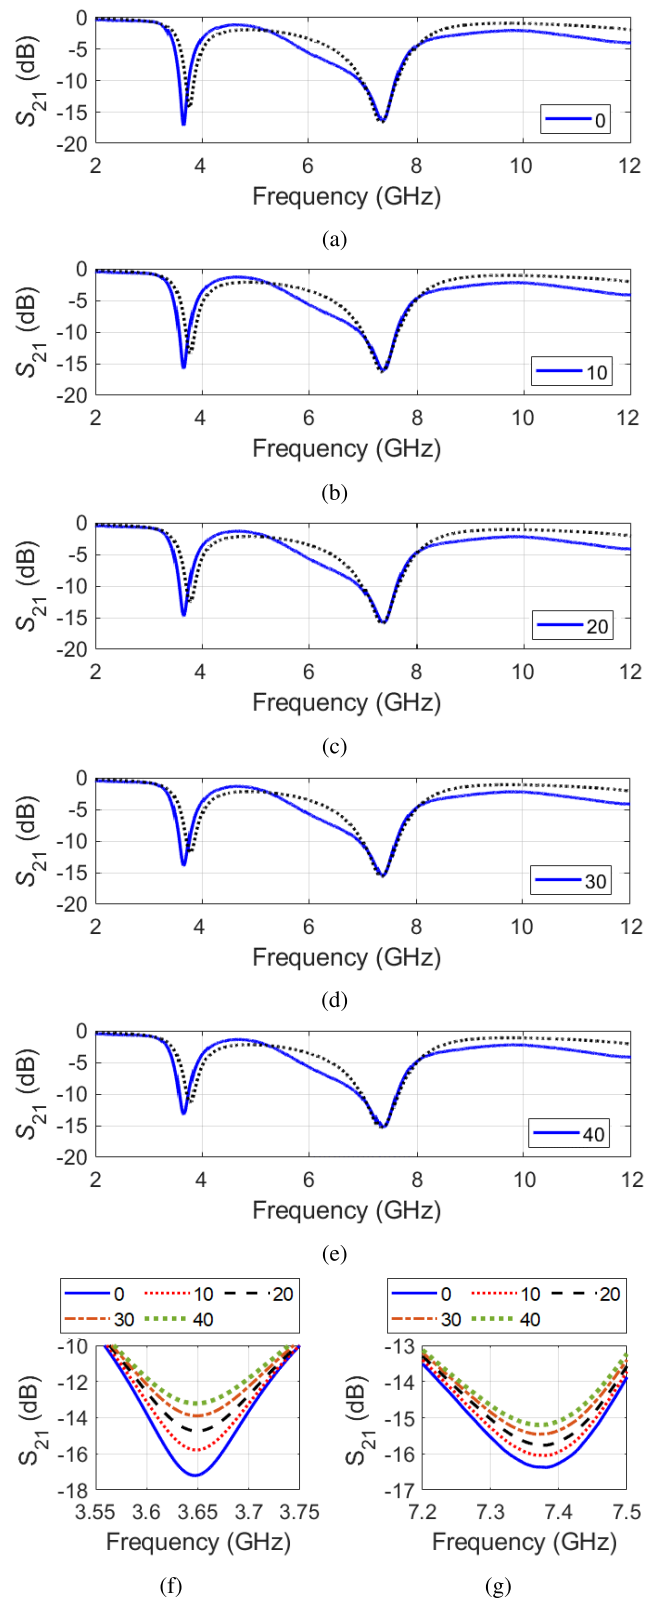 0
-5
-10
-15
-20
S21 (dB)
0
2 4 6 8 10 12
Frequency (GHz)
(a)
0
-5
-10
-15
-20
S21 (dB)
10
2 4 6 8 10 12
Frequency (GHz)
(b)
0
-5
-10
-15
-20
S21 (dB)
20
2 4 6 8 10 12
Frequency (GHz)
(c)
0
-5
-10
-15
-20
S21 (dB)
30
2 4 6 8 10 12
Frequency (GHz)
(d)
0
-5
-10
-15
-20
S21 (dB)
40
2 4 6 8 10 12
Frequency (GHz)
(e)
0 10 20
30 40
-10
-12
-14
-16
-18
S21 (dB)
3.55 3.6 3.65 3.7 3.75
Frequency (GHz)
(f)
0 10 20
30 40
-13
-14
-15
-16
-17
S21 (dB)
7.2 7.3 7.4 7.5
Frequency (GHz)
(g)